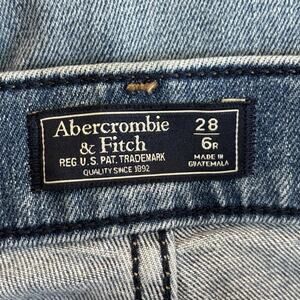 Abercrombie
& Fitch
REG U.S. PAT. TRADEMARK
QUALITY SINCE 1892
28
6R
MADE IN
GUATEMALA